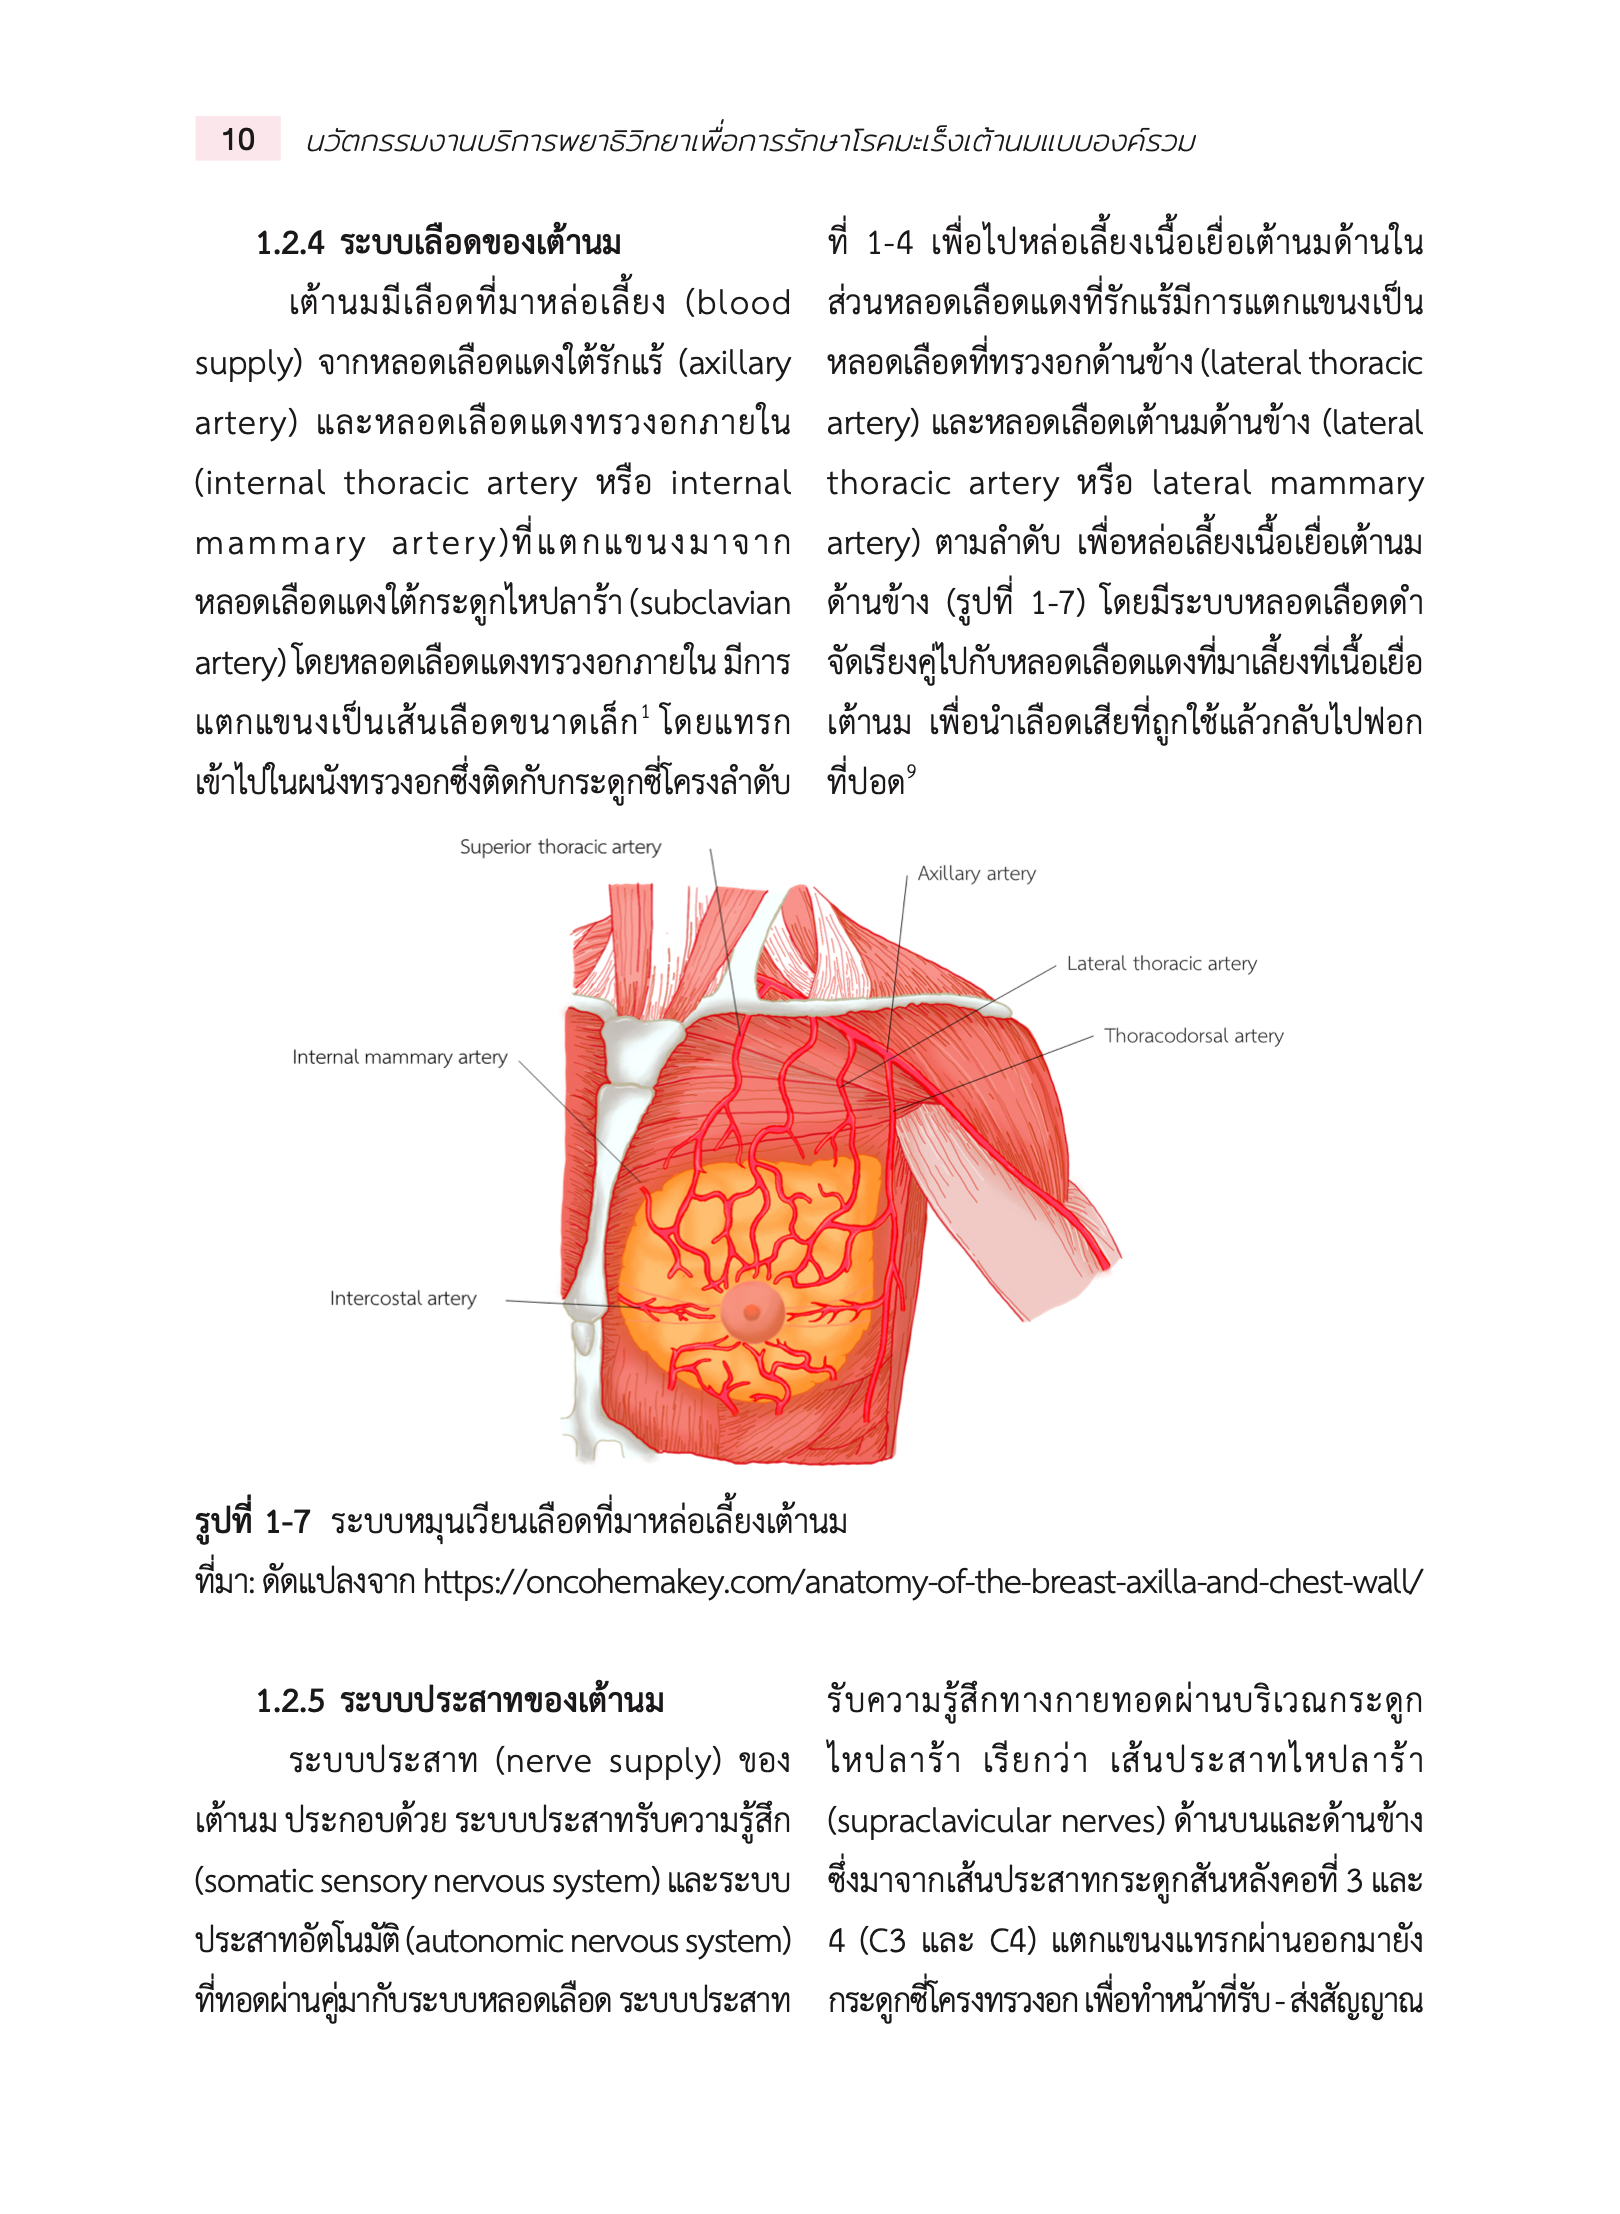 10 นวัตกรรมงานบริการพยาธิวิทยาเพื่อการรักษาโรคมะเร็งเต้านมแบบองค์รวม
1.2.4 ระบบเลือดของเต้านม
เต้านมมีเลือดที่มาหล่อเลี้ยง (blood
supply) จากหลอดเลือดแดงใต้รักแร้ (axillary
artery) และหลอดเลือดแดงทรวงอกภายใน
(internal thoracic artery หรือ internal
mammary artery)ที่แตกแขนงมาจาก
หลอดเลือดแดงใต้กระดูกไหปลาร้า (subclavian
artery) โดยหลอดเลือดแดงทรวงอกภายใน มีการ
แตกแขนงเป็นเส้นเลือดขนาดเล็ก¹ โดยแทรก
เข้าไปในผนังทรวงอกซึ่งติดกับกระดูกซี่โครงลำดับ
ที่ 1-4 เพื่อไปหล่อเลี้ยงเนื้อเยื่อเต้านมด้านใน
ส่วนหลอดเลือดแดงที่รักแร้มีการแตกแขนงเป็น
หลอดเลือดที่ทรวงอกด้านข้าง (lateral thoracic
artery) และหลอดเลือดเต้านมด้านข้าง (lateral
thoracic artery หรือ lateral mammary
artery) ตามลำดับ เพื่อหล่อเลี้ยงเนื้อเยื่อเต้านม
ด้านข้าง (รูปที่ 1-7) โดยมีระบบหลอดเลือดดำ
จัดเรียงคู่ไปกับหลอดเลือดแดงที่มาเลี้ยงที่เนื้อเยื่อ
เต้านม เพื่อนำเลือดเสียที่ถูกใช้แล้วกลับไปฟอก
ที่ปอด⁹
Superior thoracic artery
Axillary artery
Lateral thoracic artery
Thoracodorsal artery
Internal mammary artery
Intercostal artery
รูปที่ 1-7 ระบบหมุนเวียนเลือดที่มาหล่อเลี้ยงเต้านม
ที่มา: ดัดแปลงจาก https://oncohemakey.com/anatomy-of-the-breast-axilla-and-chest-wall/
1.2.5 ระบบประสาทของเต้านม
ระบบประสาท (nerve supply) ของ
เต้านม ประกอบด้วย ระบบประสาทรับความรู้สึก
(somatic sensory nervous system) และระบบ
ประสาทอัตโนมัติ (autonomic nervous system)
ที่ทอดผ่านคู่มากับระบบหลอดเลือด ระบบประสาท
รับความรู้สึกทางกายทอดผ่านบริเวณกระดูก
ไหปลาร้า เรียกว่า เส้นประสาทไหปลาร้า
(supraclavicular nerves) ด้านบนและด้านข้าง
ซึ่งมาจากเส้นประสาทกระดูกสันหลังคอที่ 3 และ
4 (C3 และ C4) แตกแขนงแทรกผ่านออกมายัง
กระดูกซี่โครงทรวงอก เพื่อทำหน้าที่รับ - ส่งสัญญาณ